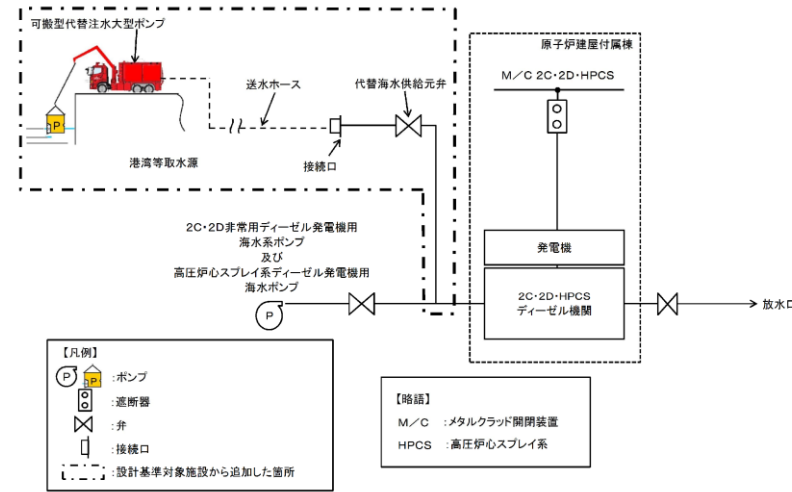 可搬型代替注水大型ポンプ
原子炉建屋付属棟
M/C 2C・2D・HPCS
送水ホース
代替海水供給元弁
P
港湾等取水源
接続口
2C・2D非常用ディーゼル発電機用
海水系ポンプ
及び
高圧炉心スプレイ系ディーゼル発電機用
海水ポンプ
P
発電機
2C・2D・HPCS
ディーゼル機関
放水口
【凡例】
P P :ポンプ
:遮断器
:弁
:接続口
:設計基準対象施設から追加した箇所
【略語】
M/C :メタルクラッド開閉装置
HPCS :高圧炉心スプレイ系